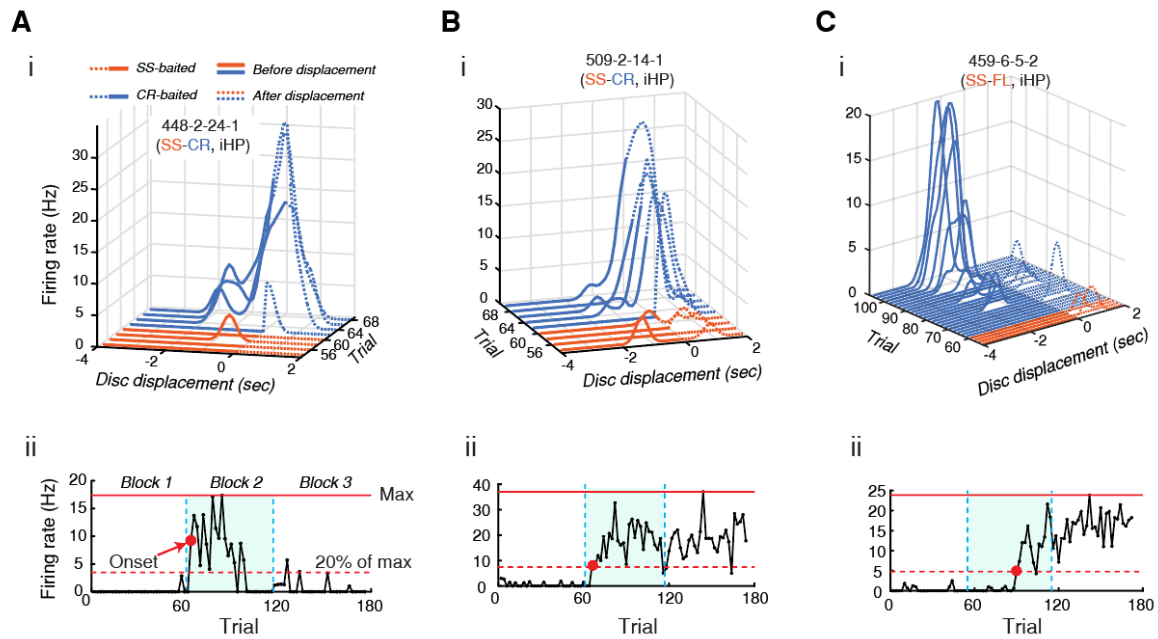 A
B
C
i
i
i
SS-baited
Before displacement
CR-baited
After displacement
448-2-24-1
(SS-CR, iHP)
509-2-14-1
(SS-CR, iHP)
459-6-5-2
(SS-FL, iHP)
Firing rate (Hz)
30
25
20
15
10
5
0
-4
-2
0
2
56
60
64
68
Trial
Disc displacement (sec)
30
25
20
15
10
5
0
68
64
60
56
Trial
-4
-2
0
2
Disc displacement (sec)
20
15
10
5
0
100
90
80
70
60
Trial
-4
-2
0
2
Disc displacement (sec)
ii
ii
ii
Firing rate (Hz)
20
15
10
5
0
Block 1
Block 2
Block 3
Max
Onset
20% of max
0
60
120
180
Trial
40
30
20
10
0
0
60
120
180
Trial
25
20
15
10
5
0
0
60
120
180
Trial